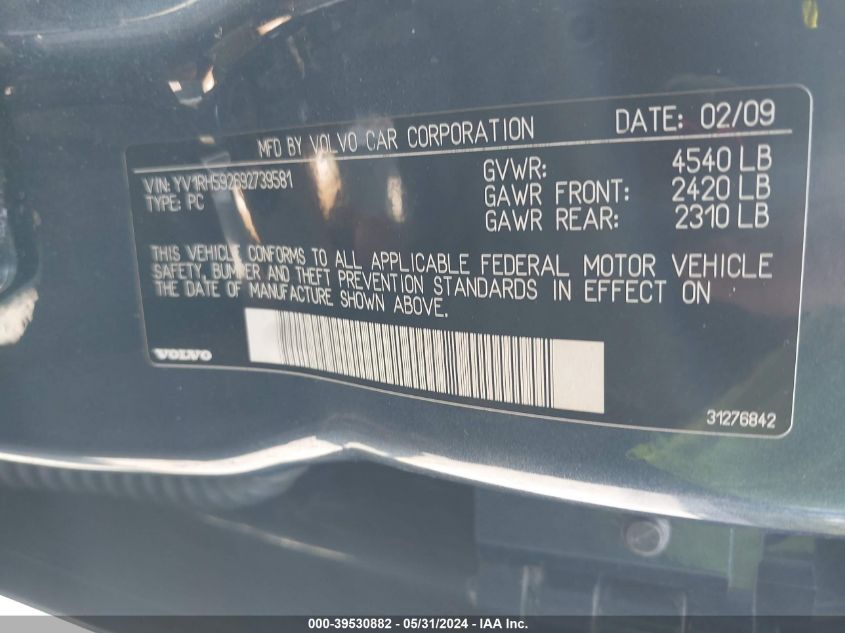 MFD BY VOLVO CAR CORPORATION DATE: 02/09
VIN: YV1RH592692739581
TYPE: PC
GVWR: 4540 LB
GAWR FRONT: 2420 LB
GAWR REAR: 2310 LB
THIS VEHICLE CONFORMS TO ALL APPLICABLE FEDERAL MOTOR VEHICLE
SAFETY, BUMPER AND THEFT PREVENTION STANDARDS IN EFFECT ON
THE DATE OF MANUFACTURE SHOWN ABOVE.
VOLVO
31276842
000-39530882 - 05/31/2024 - IAA Inc.